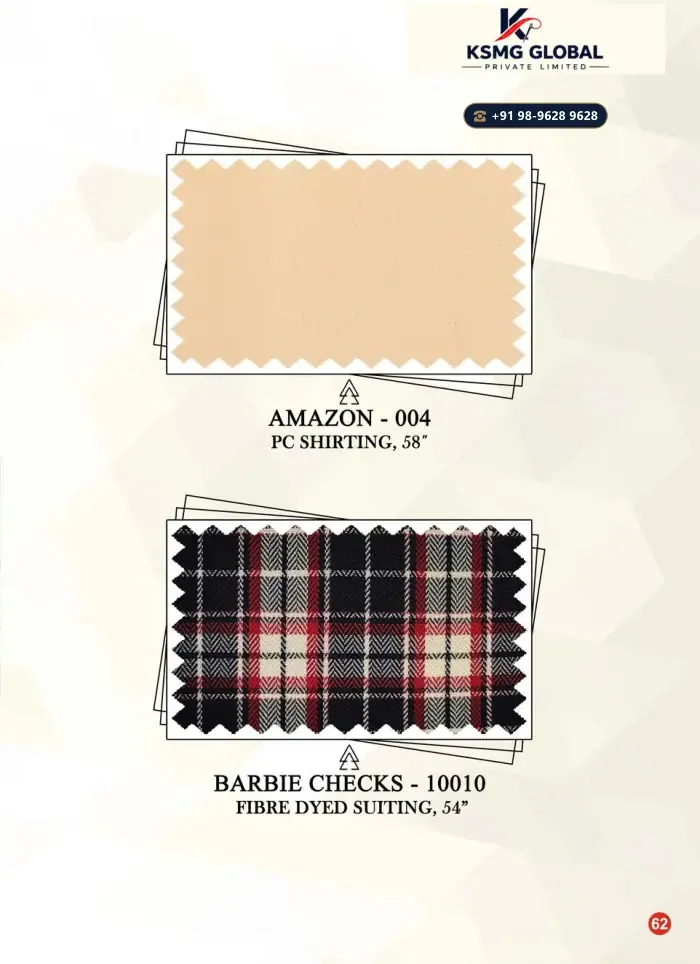 KSMG GLOBAL
PRIVATE LIMITED
+91 98-9628 9628
AMAZON - 004
PC SHIRTING, 58″
BARBIE CHECKS - 10010
FIBRE DYED SUITING, 54”
62